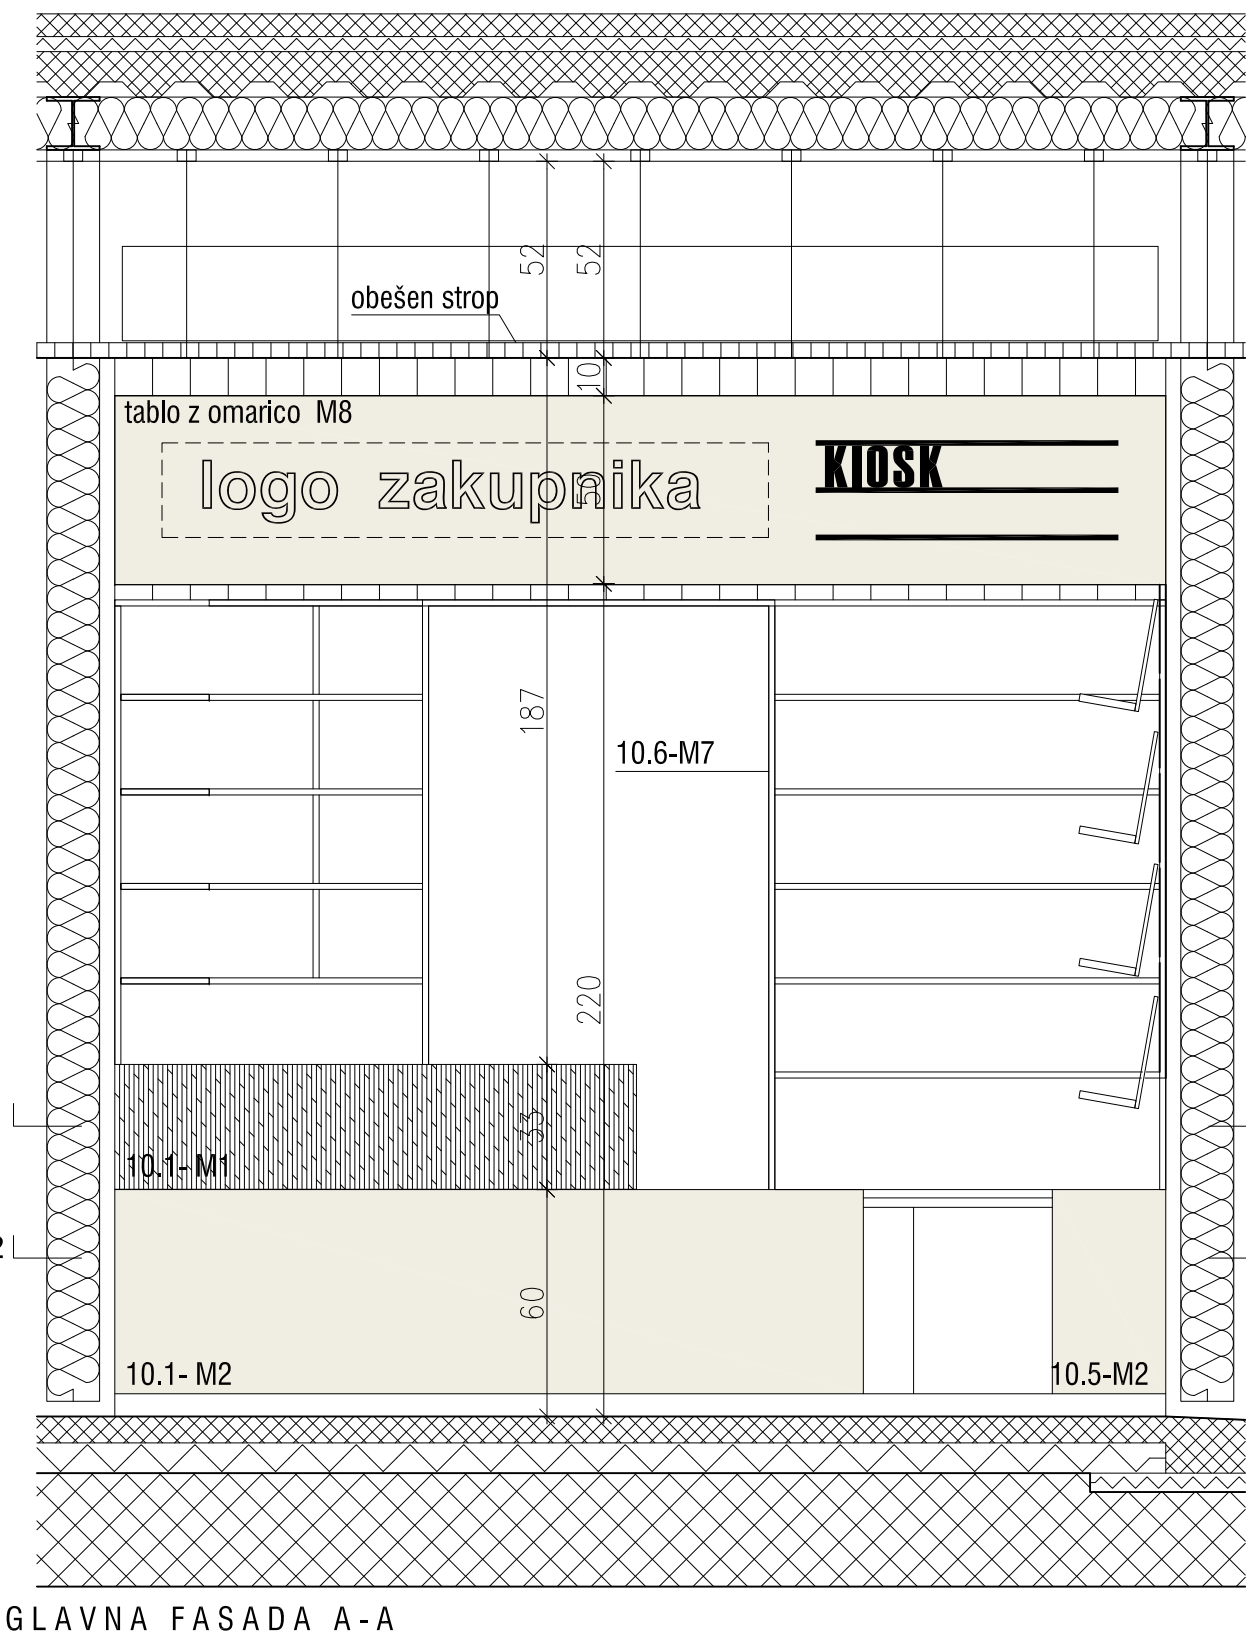 52
52
obešen strop
10
tablo z omarico M8
logo zakupnika
KIOSK
187
10.6-M7
220
33
10.1- M1
2
60
10.1- M2
10.5-M2
GLAVNA FASADA A-A